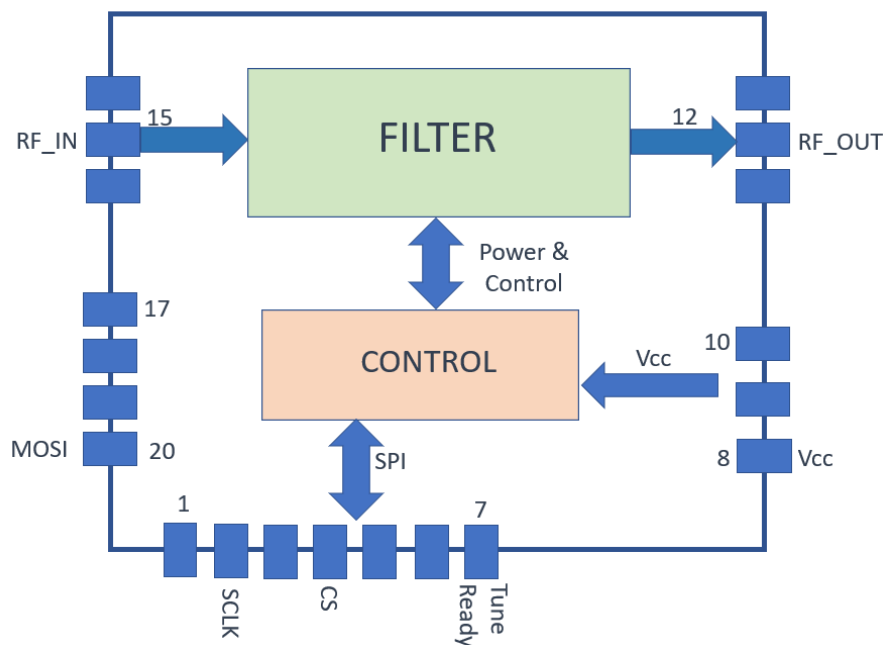 FILTER
15
12
RF_IN
RF_OUT
Power &
Control
17
10
CONTROL
Vcc
MOSI
20
SPI
8
Vcc
1
7
SCLK
CS
Tune
Ready